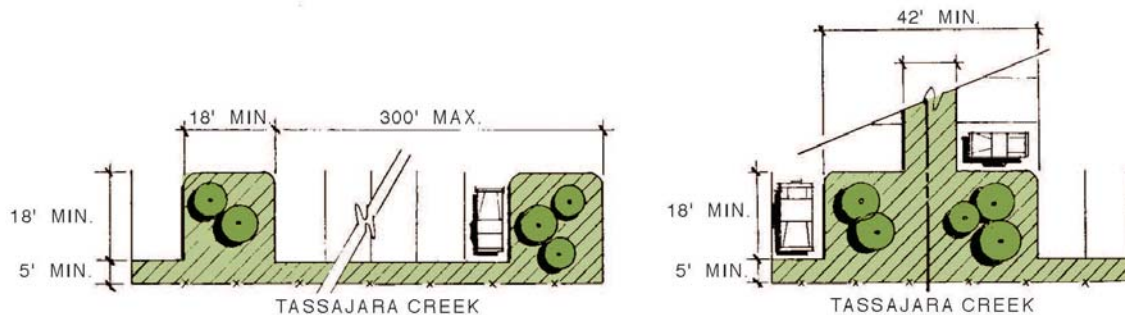 18' MIN.
300' MAX.
18' MIN.
5' MIN.
TASSAJARA CREEK
42' MIN.
18' MIN.
5' MIN.
TASSAJARA CREEK